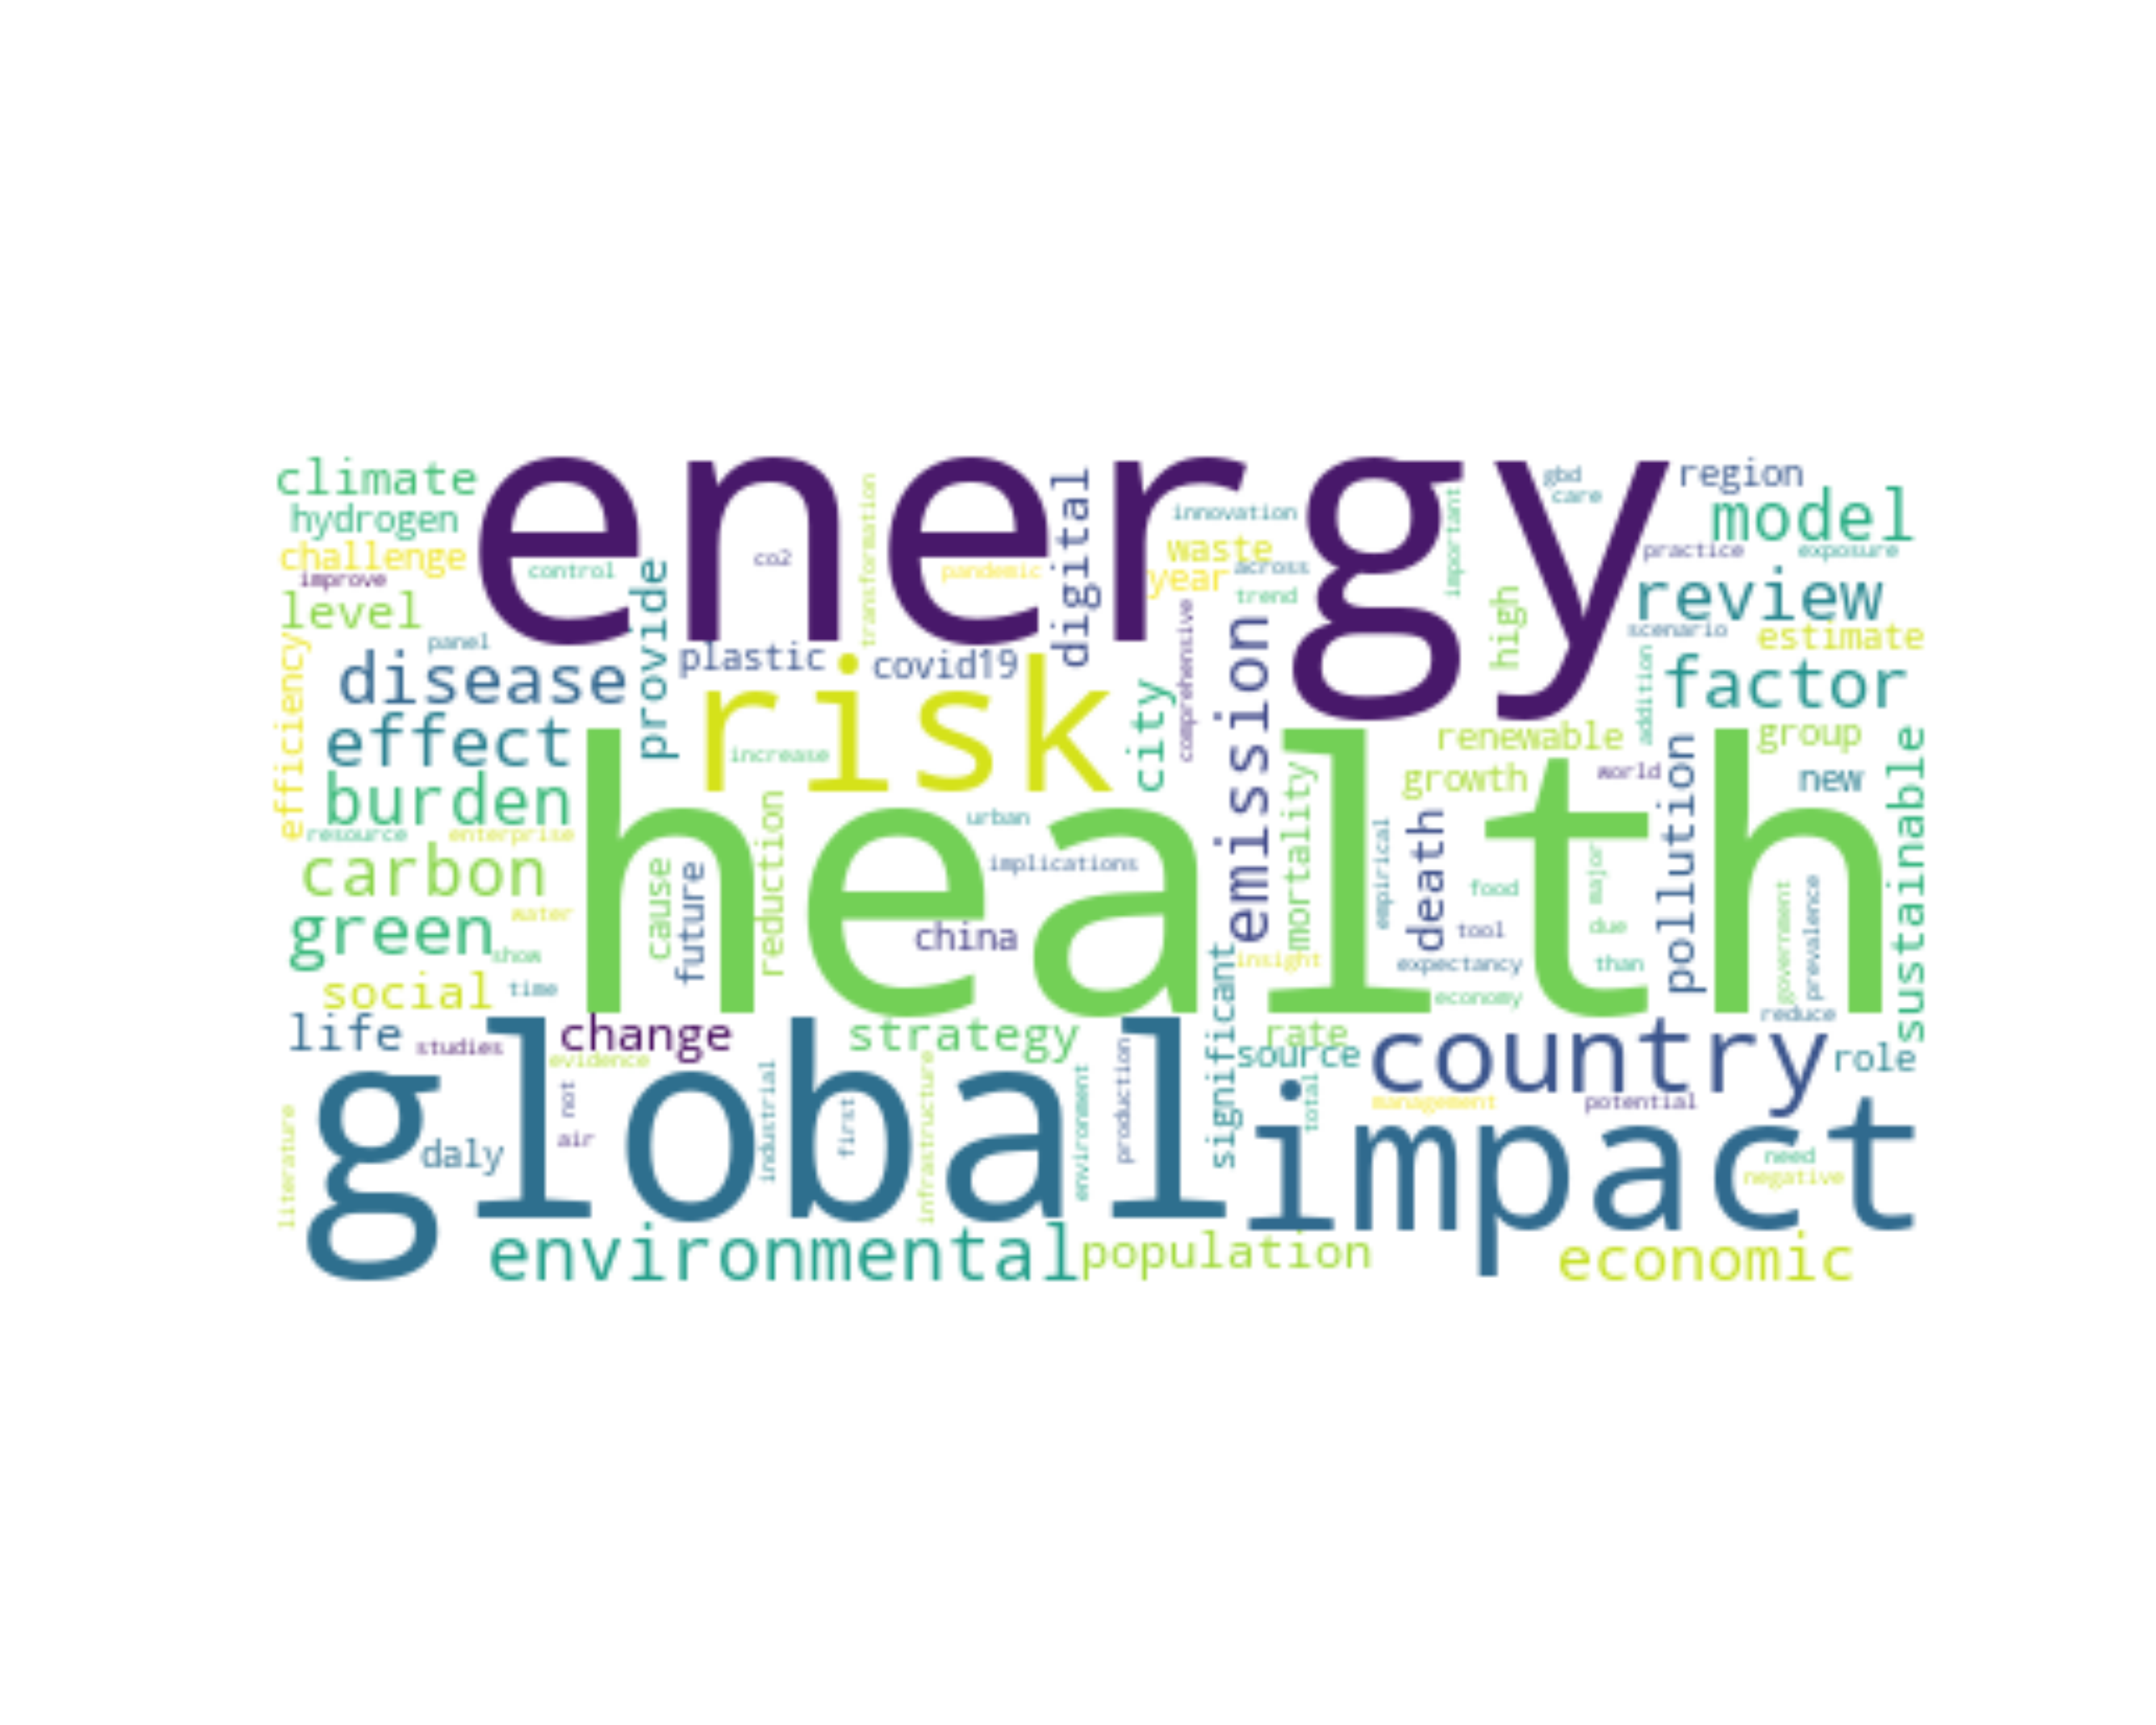 energy
climate
hydrogen
challenge
improve
level
control
co2
transformation
pandemic
digital
innovation
waste
year
across
trend
important
gbd
care
region
model
practice
exposure
review
scenario
estimate
high
comprehensive
provide
panel
plastic
covid19
disease
efficiency
effect
risk
increase
city
emission
factor
addition
renewable
group
growth
world
new
pollution
sustainable
burden
resource
enterprise
carbon
green
water
show
social
time
health
cause
future
reduction
urban
implications
china
mortality
empirical
death
food
tool
major
due
than
expectancy
economy
insight
government
prevalence
reduce
significant
life
studies
change
evidence
strategy
rate
source
country
role
management
potential
global
literature
daly
not
air
industrial
first
infrastructure
environment
production
total
impact
need
negative
environmental
population
economic